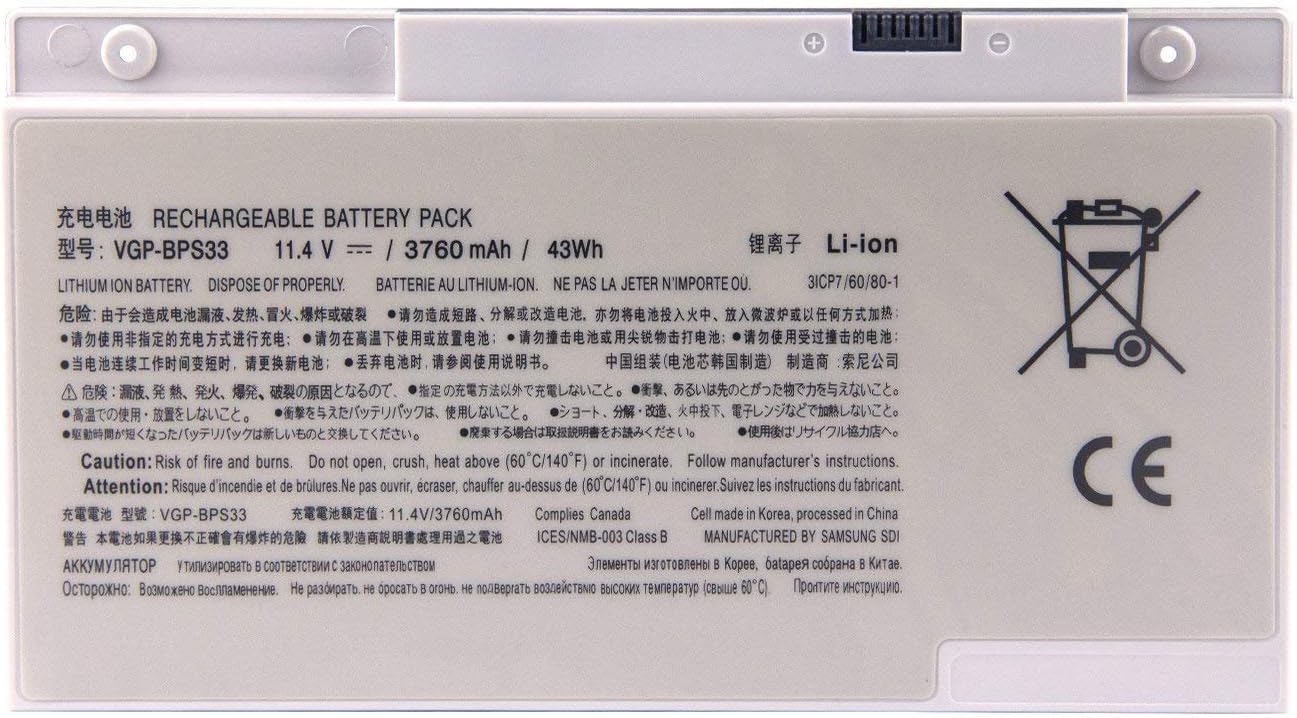 + −
充电电池 RECHARGEABLE BATTERY PACK
型号: VGP-BPS33 11.4 V ⎓ / 3760 mAh / 43Wh 锂离子 Li-ion
LITHIUM ION BATTERY. DISPOSE OF PROPERLY. BATTERIE AU LITHIUM-ION. NE PAS LA JETER N'IMPORTE OÙ. 3ICP7/60/80-1
危险: 由于会造成电池漏液、发热、冒火、爆炸或破裂 ●请勿造成短路、分解或改造电池, 亦勿将电池投入火中、放入微波炉或以任何方式加热;
●请勿使用非指定的充电方式进行充电; ●请勿在高温下使用或放置电池; ●请勿撞击电池或用尖锐物击打电池; ●请勿使用受过撞击的电池;
●当电池连续工作时间变短时, 请更换新电池; ●丢弃电池时, 请参阅使用说明书。 中国组装(电池芯韩国制造) 制造商:索尼公司
⚠ 危険:漏液、発熱、発火、爆発、破裂の原因となるので、●指定の充電方法以外で充電しないこと。●衝撃、あるいは先のとがった物で力を与えないこと。
●高温での使用・放置をしないこと。 ●衝撃を与えたバッテリパックは、使用しないこと。 ●ショート、分解・改造、火中投下、電子レンジなどで加熱しないこと。
●駆動時間が短くなったバッテリパックは新しいものと交換してください。 ●廃棄する場合は取扱説明書をお読みください。 ●使用後はリサイクル協力店へ。
Caution: Risk of fire and burns. Do not open, crush, heat above (60°C/140°F) or incinerate. Follow manufacturer's instructions.
Attention: Risque d'incendie et de brûlures.Ne pas ouvrir, écraser, chauffer au-dessus de (60°C/140°F) ou incinerer.Suivez les instructions du fabricant.
充電電池 型號: VGP-BPS33 充電電池額定值: 11.4V/3760mAh Complies Canada Cell made in Korea, processed in China
警告 本電池如果更換不正確會有爆炸的危險 請依製造商說明書處理用過之電池 ICES/NMB-003 Class B MANUFACTURED BY SAMSUNG SDI
АККУМУЛЯТОР Утилизировать в соответствии с законопательством Элементы изготовлены в Корее, батарея собрана в Китае.
Осторожно: Возможено Восппаменение. Не разбирать. не бросать в огонь. не подвергать воздействию высоких температур (свыше 60°C). Проптите инструкцию.
CE